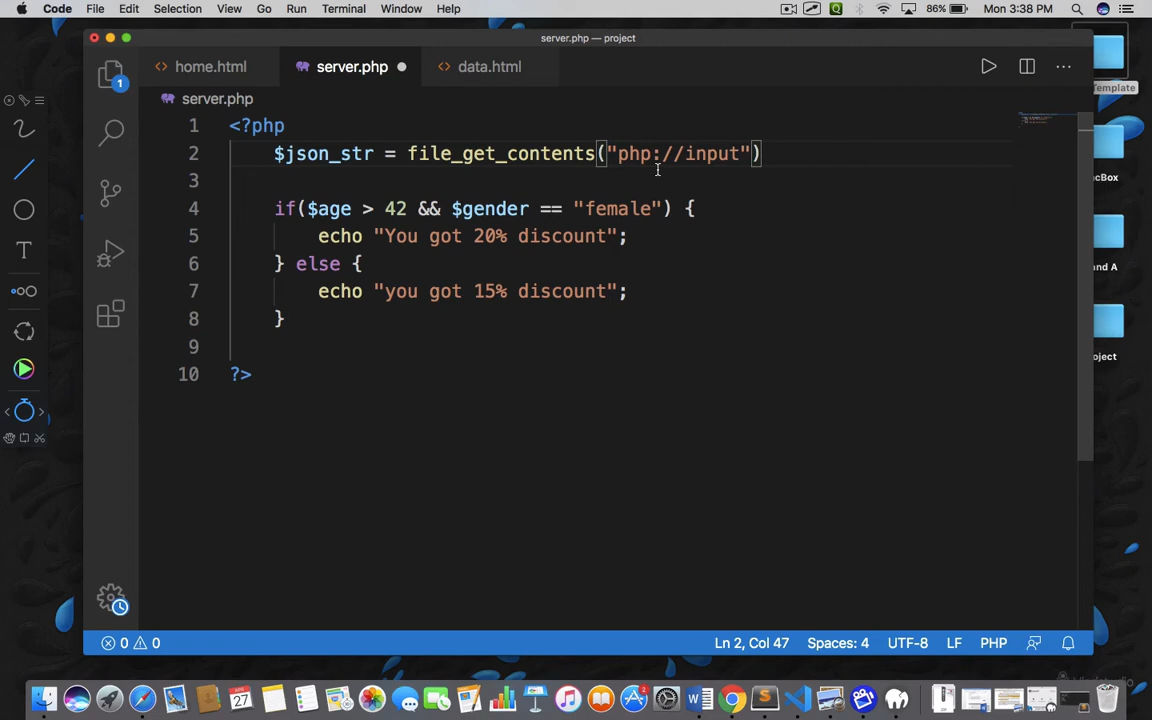 Code File Edit Selection View Go Run Terminal Window Help 86% Mon 3:38 PM
server.php — project
home.html server.php data.html
Template
server.php
1 <?php
2 $json_str = file_get_contents("php://input")
3
4 if($age > 42 && $gender == "female") {
5 echo "You got 20% discount";
6 } else {
7 echo "you got 15% discount";
8 }
9
10 ?>
1
cBox
and A
oject
T
0 0 Ln 2, Col 47 Spaces: 4 UTF-8 LF PHP
27
2